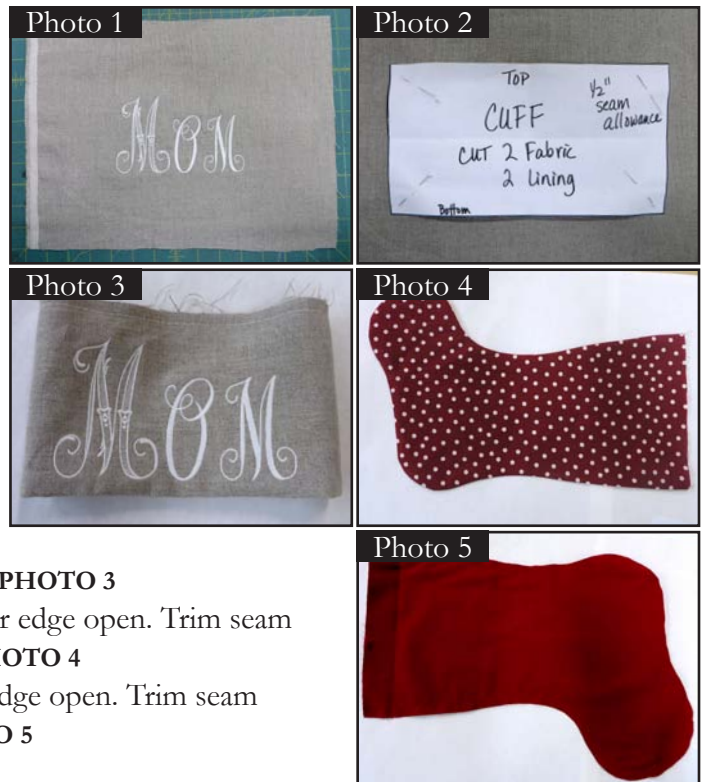 Photo 1
MOM
Photo 2
TOP
CUFF
1/2"
seam
allowance
CUT 2 Fabric
2 Lining
Bottom
Photo 3
MOM
Photo 4
PHOTO 3
r edge open. Trim seam
HOTO 4
dge open. Trim seam
O 5
Photo 5